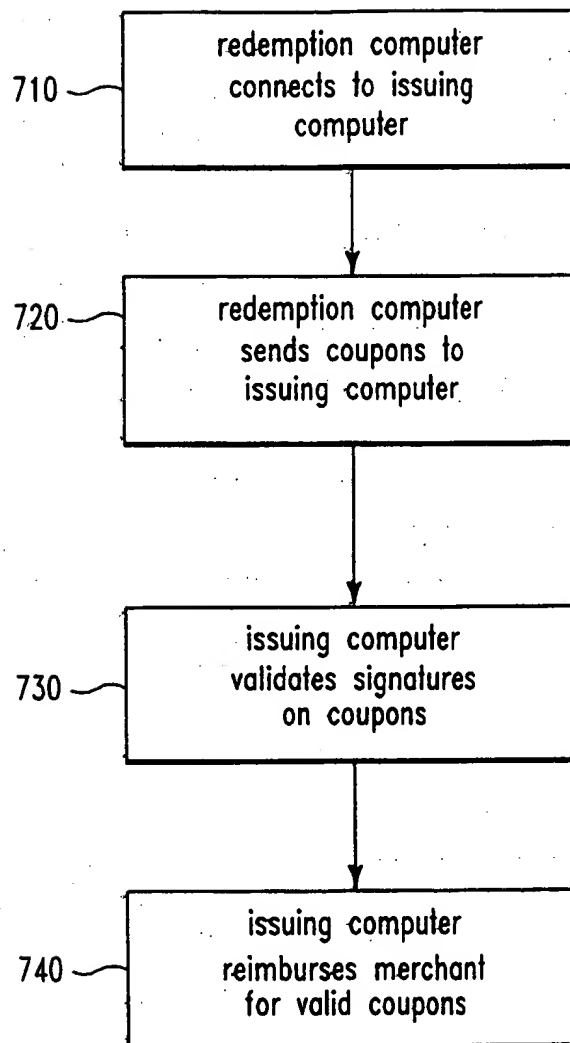 710
redemption computer
connects to issuing
computer
720
redemption computer
sends coupons to
issuing computer
730
issuing computer
validates signatures
on coupons
740
issuing computer
reimburses merchant
for valid coupons